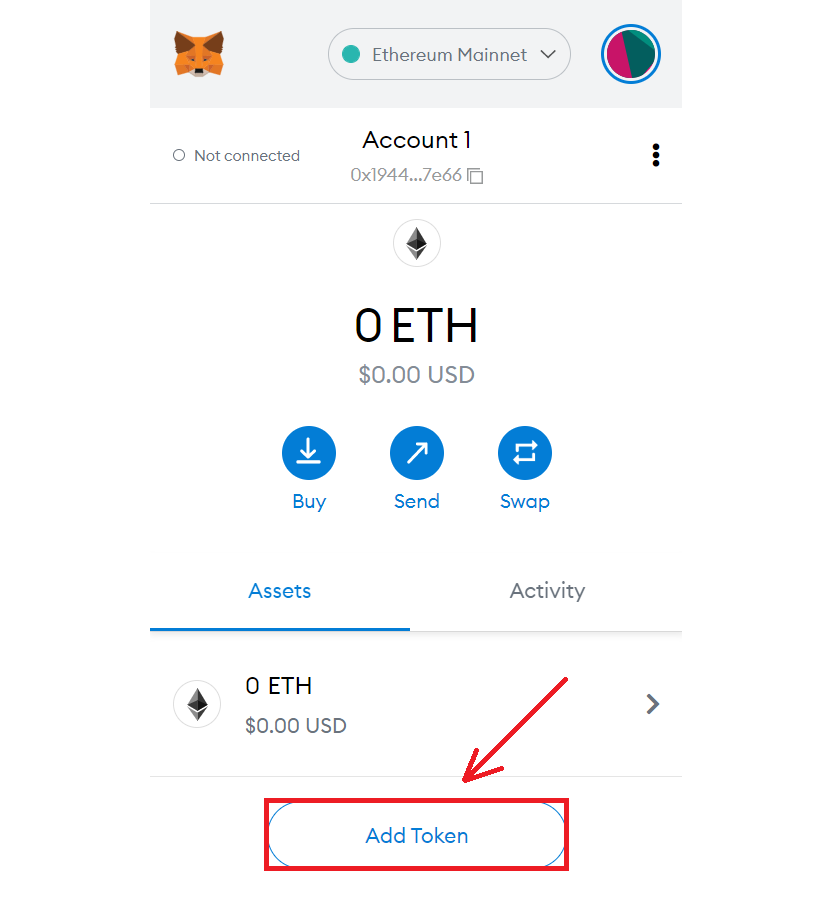 Ethereum Mainnet
Not connected
Account 1
0x1944...7e66
0 ETH
$0.00 USD
Buy
Send
Swap
Assets
Activity
0 ETH
$0.00 USD
Add Token